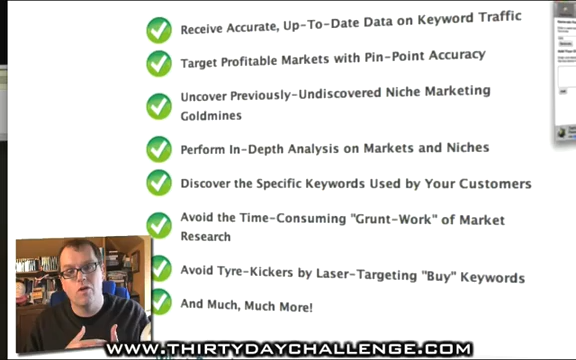 Receive Accurate, Up-To-Date Data on Keyword Traffic
Target Profitable Markets with Pin-Point Accuracy
Uncover Previously-Undiscovered Niche Marketing
Goldmines
Perform In-Depth Analysis on Markets and Niches
Discover the Specific Keywords Used by Your Customers
Avoid the Time-Consuming "Grunt-Work" of Market
Research
Avoid Tyre-Kickers by Laser-Targeting "Buy" Keywords
And Much, Much More!
WWW.THIRTYDAYCHALLENGE.COM